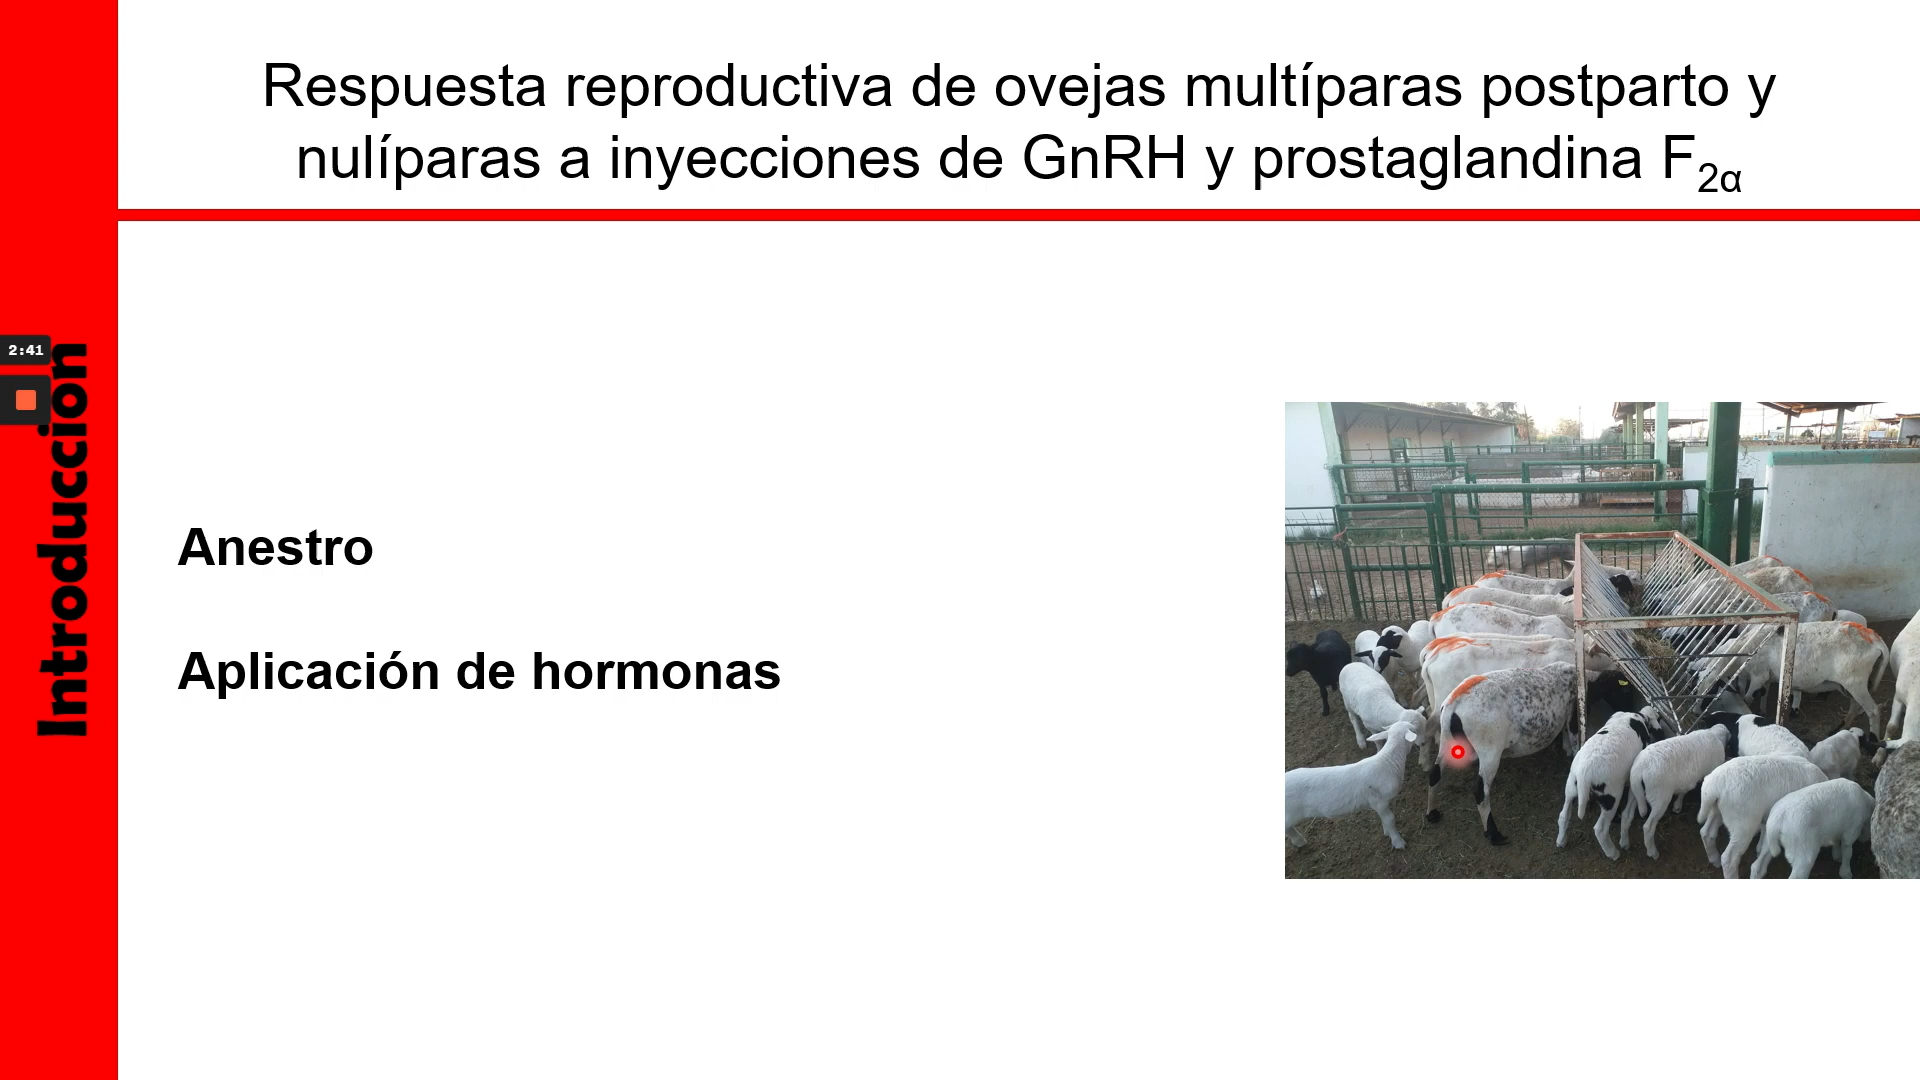 Respuesta reproductiva de ovejas multíparas postparto y
nulíparas a inyecciones de GnRH y prostaglandina F2α
2:41
Introducción
Anestro
Aplicación de hormonas